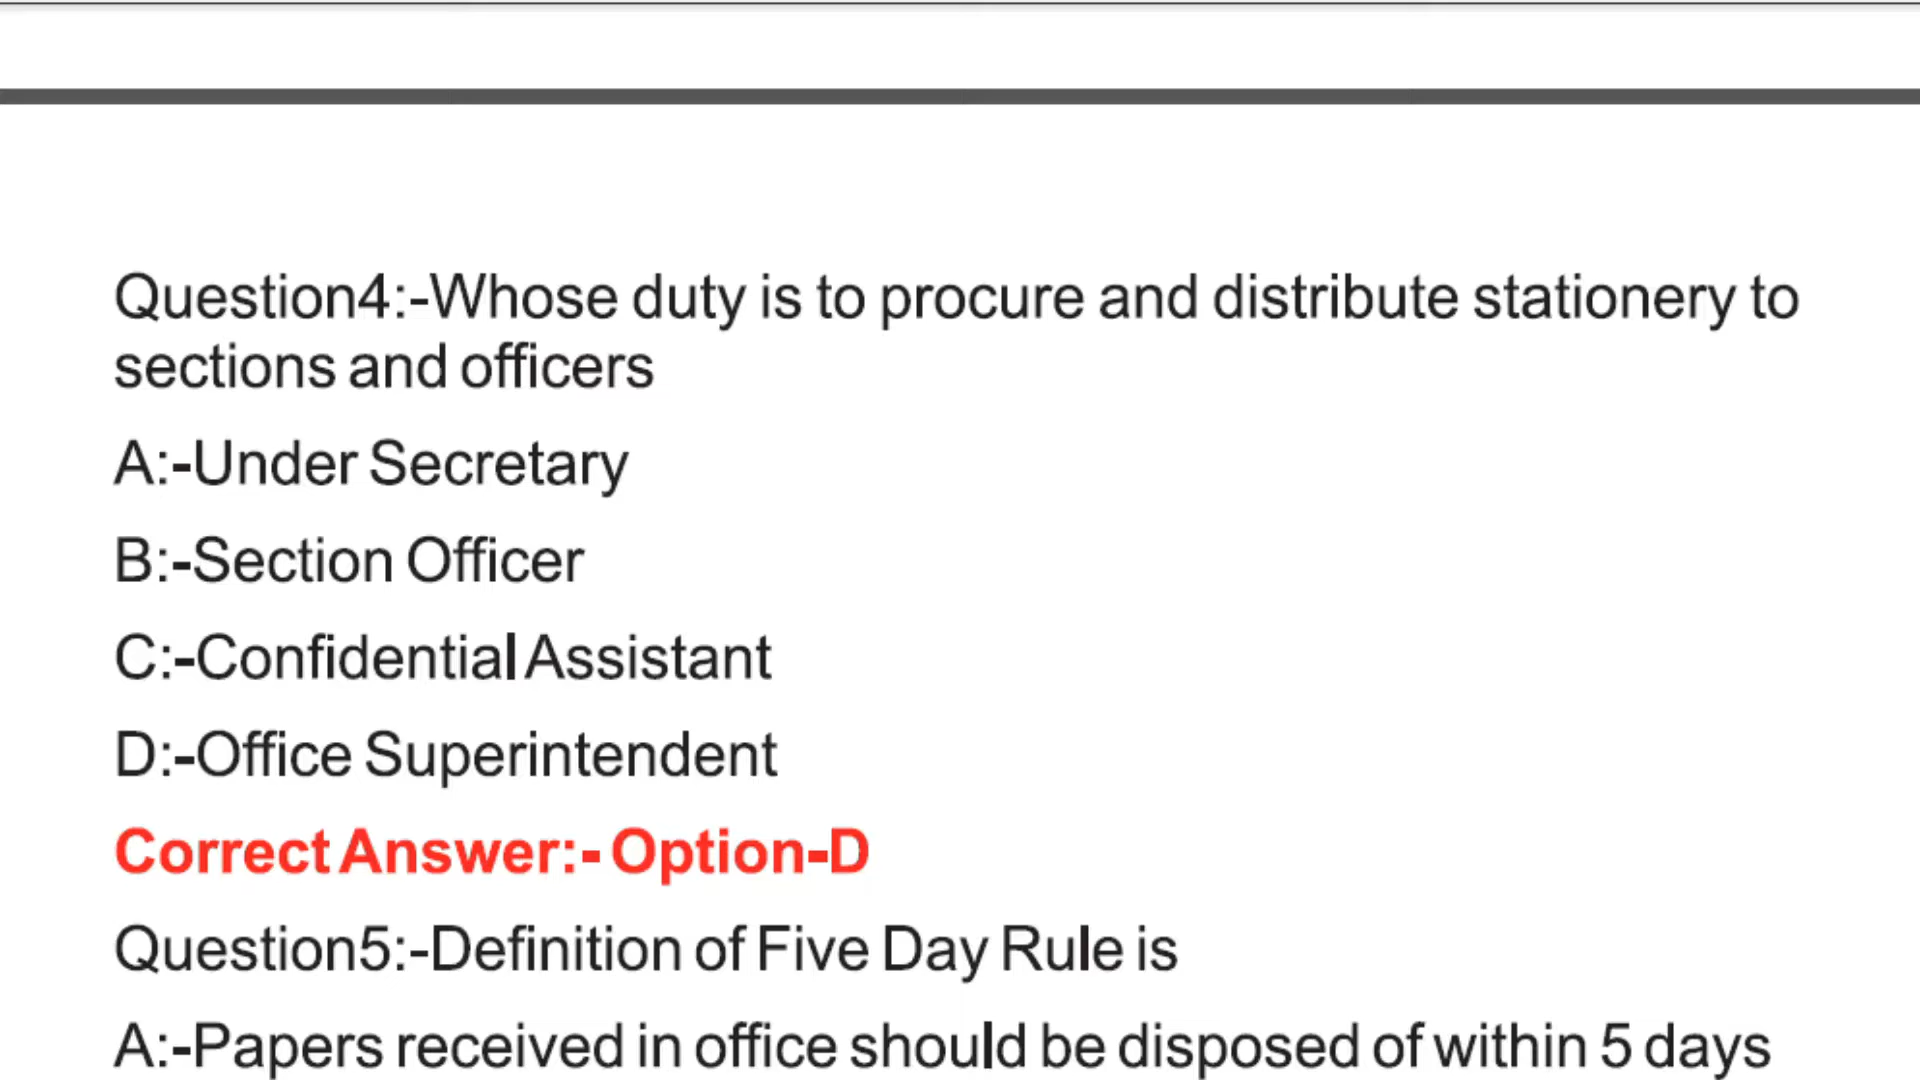 Question4:-Whose duty is to procure and distribute stationery to
sections and officers
A:-Under Secretary
B:-Section Officer
C:-Confidential Assistant
D:-Office Superintendent
Correct Answer:- Option-D
Question5:-Definition of Five Day Rule is
A:-Papers received in office should be disposed of within 5 days